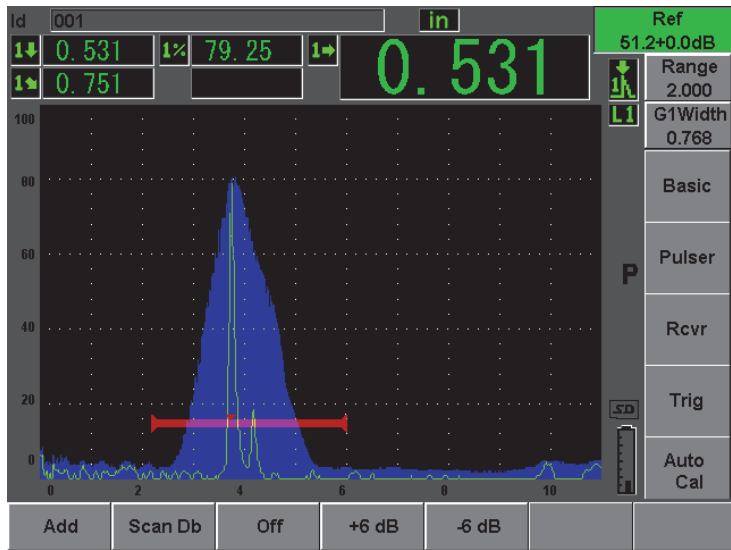 Id 001 in Ref
51.2+0.0dB
1 0.531 1% 79.25 1 0.531
1 0.751
Range
2.000
L1
G1Width
0.768
100
80
60
40
20
0
0 2 4 6 8 10
Basic
Pulser
P
Rcvr
Trig
SD
Auto
Cal
E
Add Scan Db Off +6 dB -6 dB